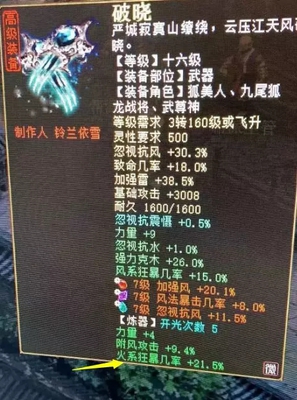 高级装备
破晓
严城寂寞山缭绕，云压江天风
晓。
【等级】十六级
【装备部位】武器
【装备角色】狐美人、九尾狐
龙战将、武尊神
等级需求 3转160级或飞升
灵性要求 500
忽视抗风 +30.3%
致命几率 +18.0%
加强雷 +38.5%
基础攻击 +3008
耐久 1600/1600
忽视抗震慑 +0.5%
力量 +9
忽视抗水 +1.0%
强力克木 +26.0%
风系狂暴几率 +15.0%
7级 加强风 +20.1%
7级 风法暴击几率 +8.0%
7级 忽视抗风 +11.5%
【炼器】开光次数 5
力量 +4
附风攻击 +9.4%
火系狂暴几率 +21.5%
制作人 铃兰依雪
微